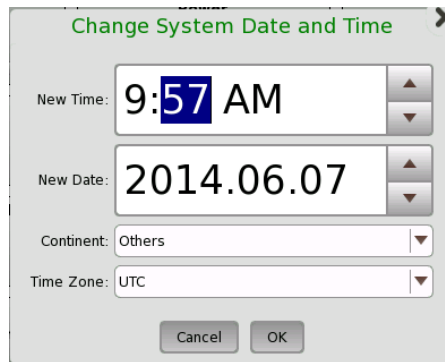 Change System Date and Time
New Time: 9:57 AM
New Date: 2014.06.07
Continent: Others
Time Zone: UTC
Cancel OK